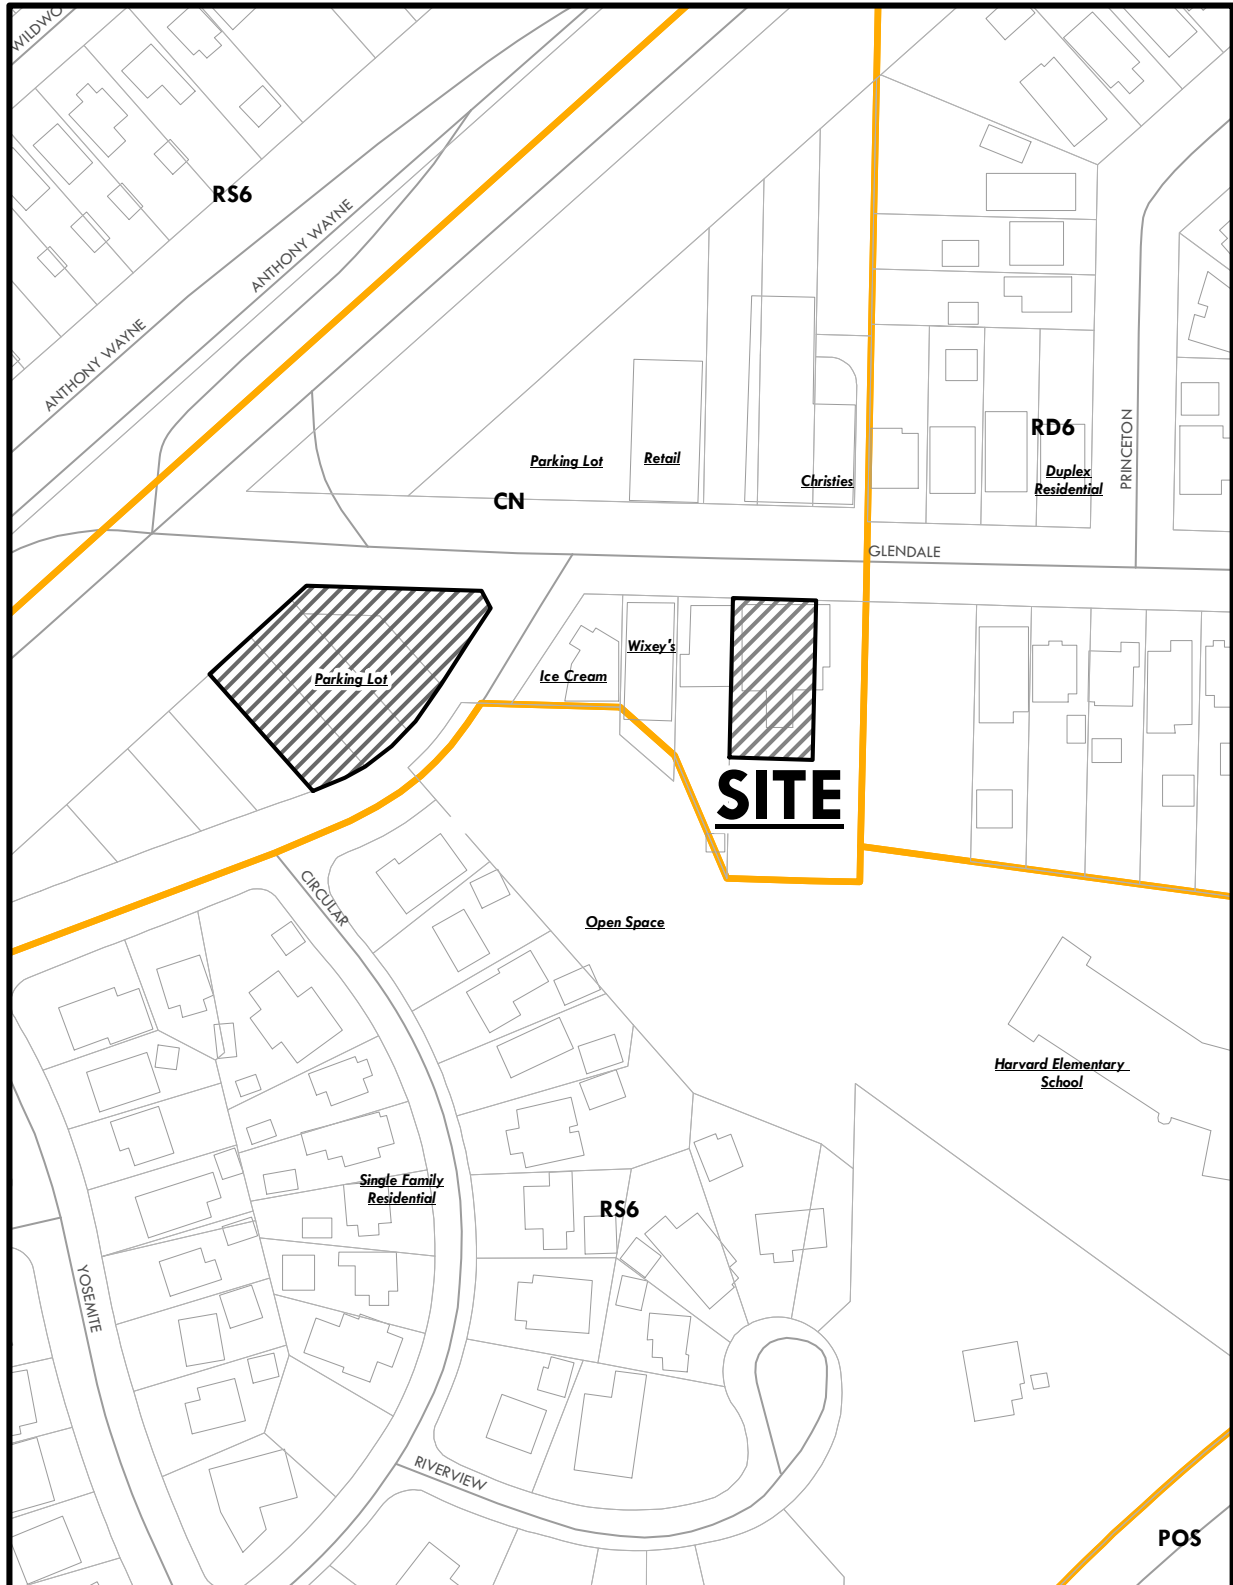 WILDWO
RS6
ANTHONY WAYNE
ANTHONY WAYNE
Parking Lot
Retail
Christies
CN
RD6
Duplex
Residential
PRINCETON
GLENDALE
Wixey's
Ice Cream
Parking Lot
SITE
CIRCULAR
Open Space
Harvard Elementary
School
Single Family
Residential
RS6
YOSEMITE
RIVERVIEW
POS